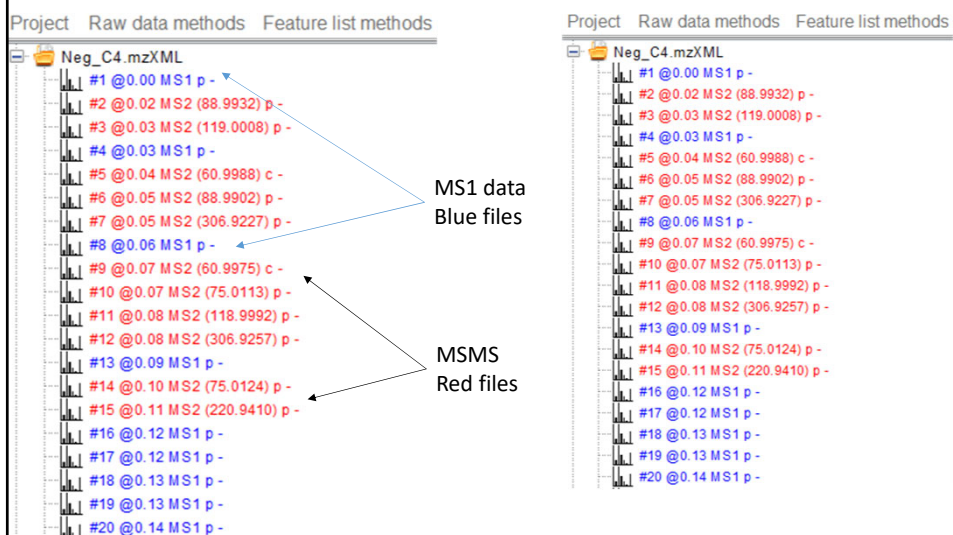 Project Raw data methods Feature list methods
Neg_C4.mzXML
#1 @0.00 MS1 p -
#2 @0.02 MS2 (88.9932) p -
#3 @0.03 MS2 (119.0008) p -
#4 @0.03 MS1 p -
#5 @0.04 MS2 (60.9988) c -
#6 @0.05 MS2 (88.9902) p -
#7 @0.05 MS2 (306.9227) p -
#8 @0.06 MS1 p -
#9 @0.07 MS2 (60.9975) c -
#10 @0.07 MS2 (75.0113) p -
#11 @0.08 MS2 (118.9992) p -
#12 @0.08 MS2 (306.9257) p -
#13 @0.09 MS1 p -
#14 @0.10 MS2 (75.0124) p -
#15 @0.11 MS2 (220.9410) p -
#16 @0.12 MS1 p -
#17 @0.12 MS1 p -
#18 @0.13 MS1 p -
#19 @0.13 MS1 p -
#20 @0.14 MS1 p -
MS1 data
Blue files
MSMS
Red files
Project Raw data methods Feature list methods
Neg_C4.mzXML
#1 @0.00 MS1 p -
#2 @0.02 MS2 (88.9932) p -
#3 @0.03 MS2 (119.0008) p -
#4 @0.03 MS1 p -
#5 @0.04 MS2 (60.9988) c -
#6 @0.05 MS2 (88.9902) p -
#7 @0.05 MS2 (306.9227) p -
#8 @0.06 MS1 p -
#9 @0.07 MS2 (60.9975) c -
#10 @0.07 MS2 (75.0113) p -
#11 @0.08 MS2 (118.9992) p -
#12 @0.08 MS2 (306.9257) p -
#13 @0.09 MS1 p -
#14 @0.10 MS2 (75.0124) p -
#15 @0.11 MS2 (220.9410) p -
#16 @0.12 MS1 p -
#17 @0.12 MS1 p -
#18 @0.13 MS1 p -
#19 @0.13 MS1 p -
#20 @0.14 MS1 p -